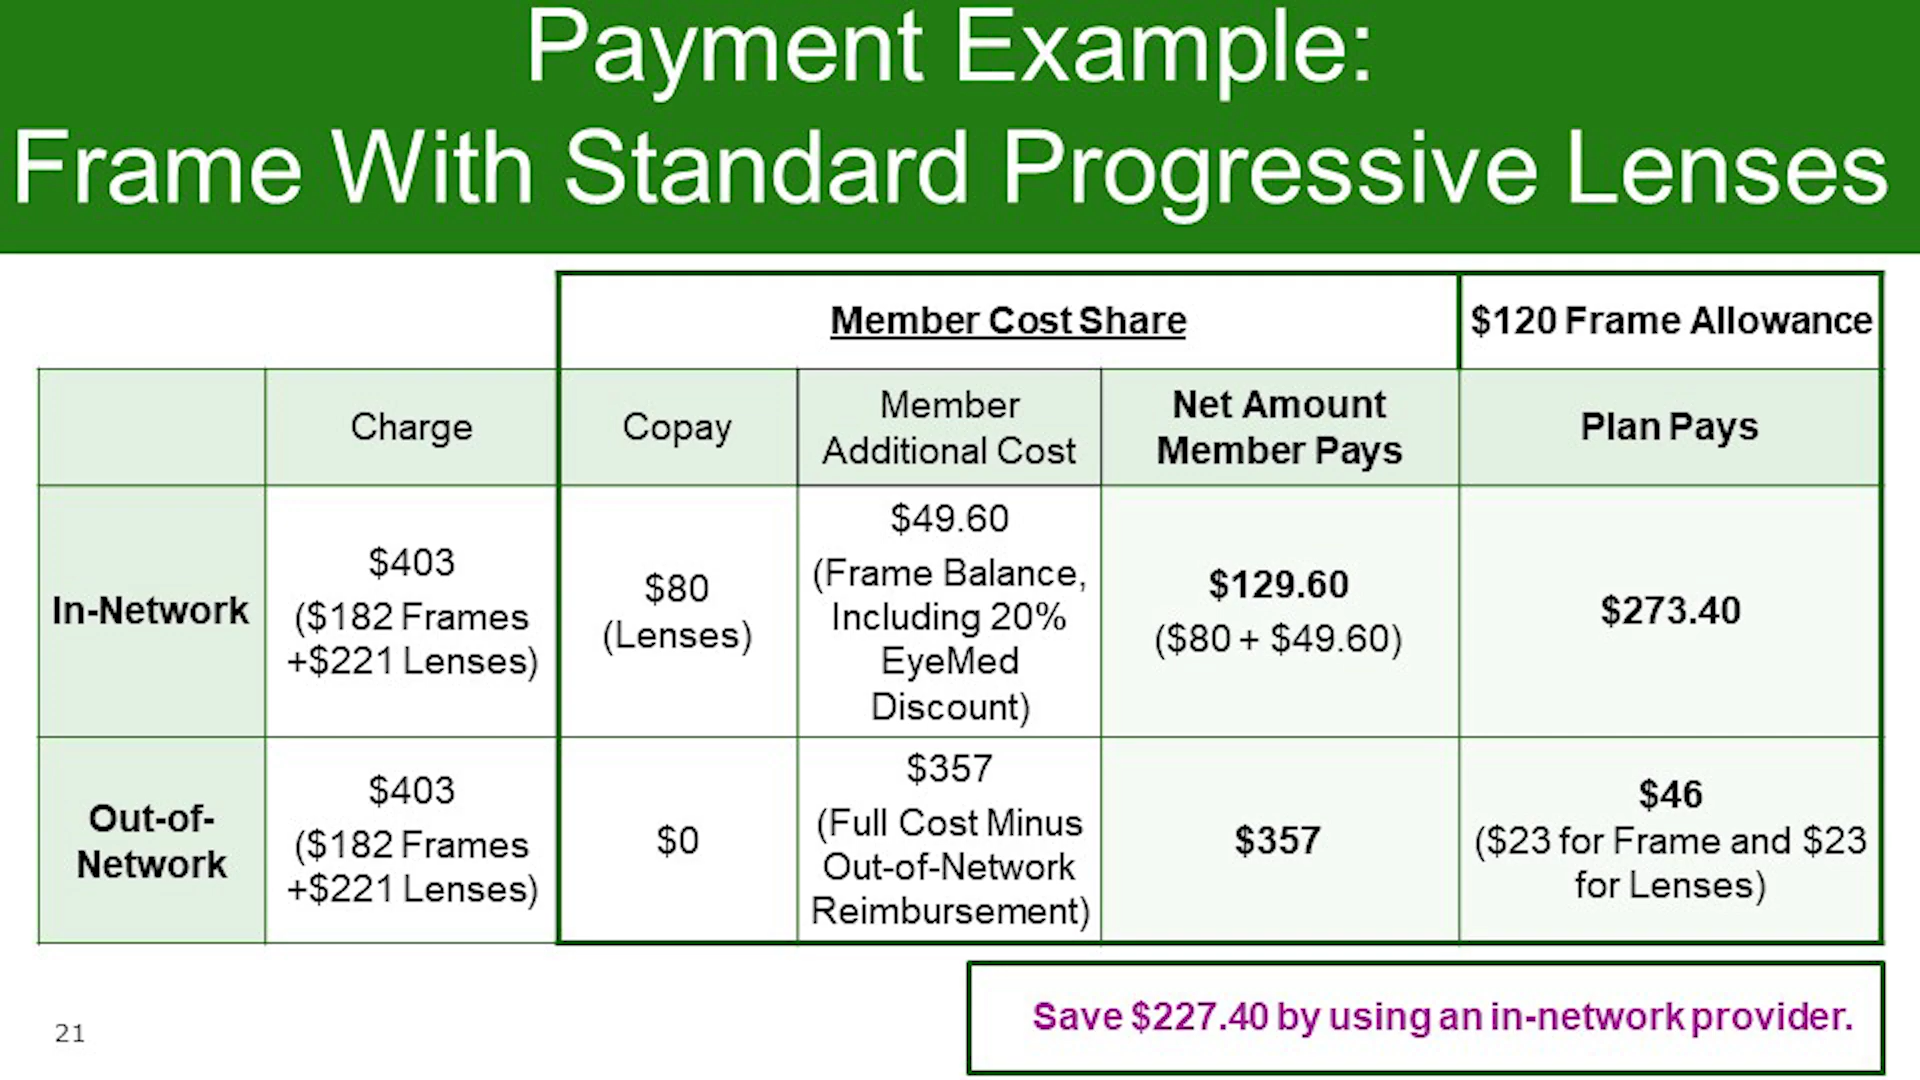 Payment Example:
Frame With Standard Progressive Lenses
Member Cost Share
$120 Frame Allowance
Charge
Copay
Member
Additional Cost
Net Amount
Member Pays
Plan Pays
In-Network
$403
($182 Frames
+$221 Lenses)
$80
(Lenses)
$49.60
(Frame Balance,
Including 20%
EyeMed
Discount)
$129.60
($80 + $49.60)
$273.40
Out-of-
Network
$403
($182 Frames
+$221 Lenses)
$0
$357
(Full Cost Minus
Out-of-Network
Reimbursement)
$357
$46
($23 for Frame and $23
for Lenses)
Save $227.40 by using an in-network provider.
21